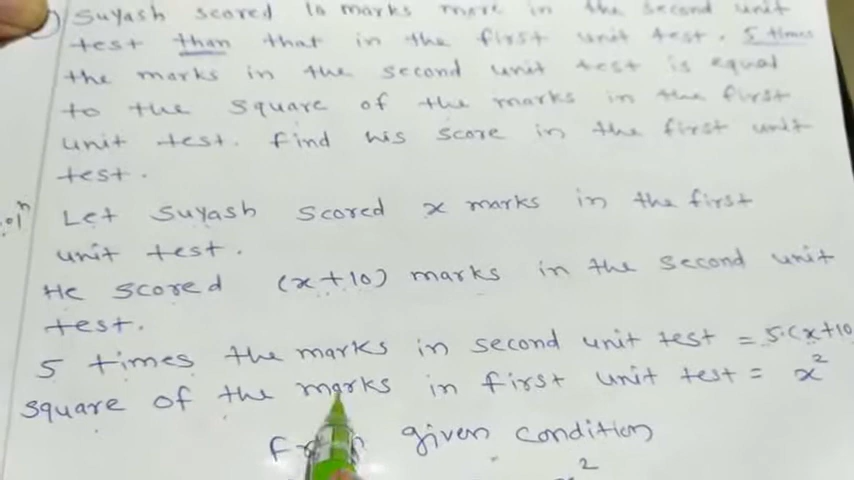 Suyash scored 10 marks more in the second unit
test than that in the first unit test. 5 times
the marks in the second unit test is equal
to the square of the marks in the first
unit test. Find his score in the first unit
test.
Let Suyash scored x marks in the first
unit test.
He scored (x+10) marks in the second unit
test.
5 times the marks in second unit test = 5.(x+10
square of the marks in first unit test = x²
given condition